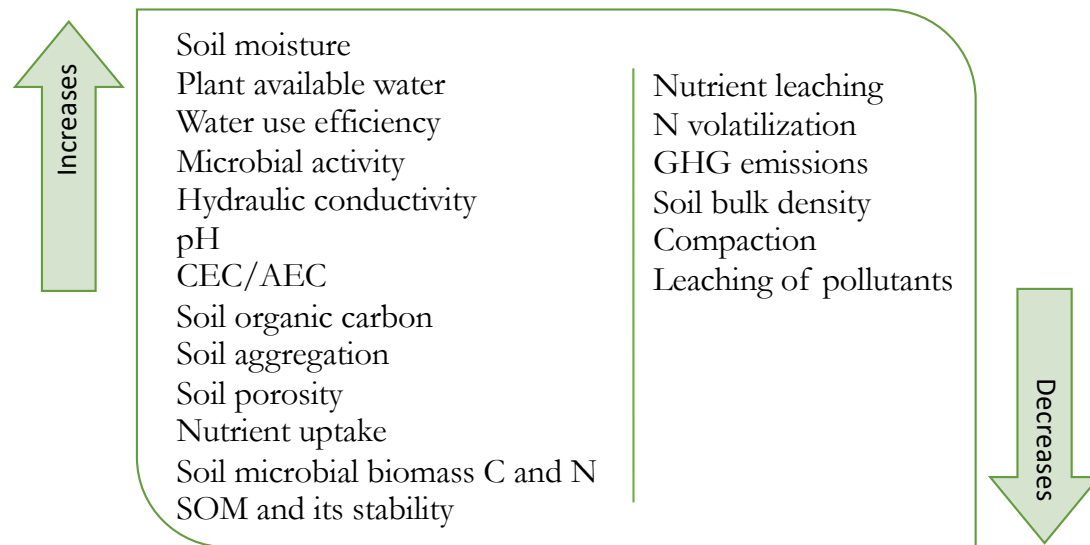 Increases
Soil moisture
Plant available water
Water use efficiency
Microbial activity
Hydraulic conductivity
pH
CEC/AEC
Soil organic carbon
Soil aggregation
Soil porosity
Nutrient uptake
Soil microbial biomass C and N
SOM and its stability
Nutrient leaching
N volatilization
GHG emissions
Soil bulk density
Compaction
Leaching of pollutants
Decreases